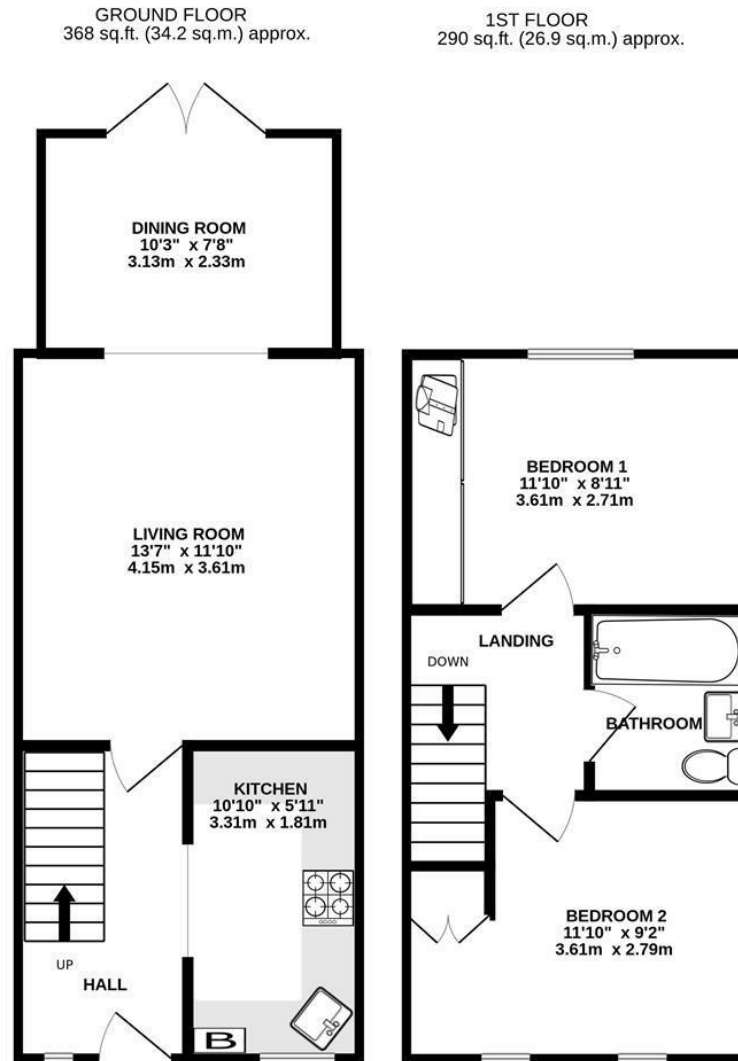 GROUND FLOOR
368 sq.ft. (34.2 sq.m.) approx.
DINING ROOM
10'3" x 7'8"
3.13m x 2.33m
LIVING ROOM
13'7" x 11'10"
4.15m x 3.61m
KITCHEN
10'10" x 5'11"
3.31m x 1.81m
UP
HALL
B
1ST FLOOR
290 sq.ft. (26.9 sq.m.) approx.
BEDROOM 1
11'10" x 8'11"
3.61m x 2.71m
LANDING
DOWN
BATHROOM
BEDROOM 2
11'10" x 9'2"
3.61m x 2.79m